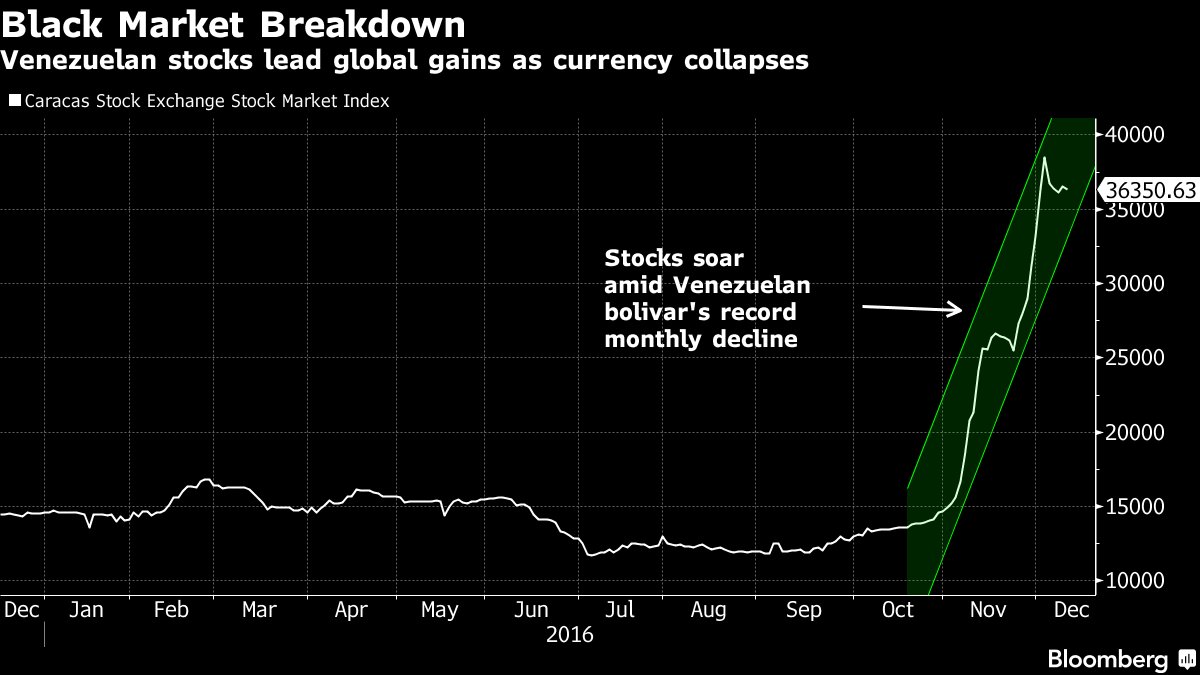 Black Market Breakdown
Venezuelan stocks lead global gains as currency collapses
Caracas Stock Exchange Stock Market Index
40000
36350.63
35000
30000
25000
20000
15000
10000
Stocks soar
amid Venezuelan
bolivar's record
monthly decline
Dec Jan Feb Mar Apr May Jun Jul Aug Sep Oct Nov Dec
2016
Bloomberg